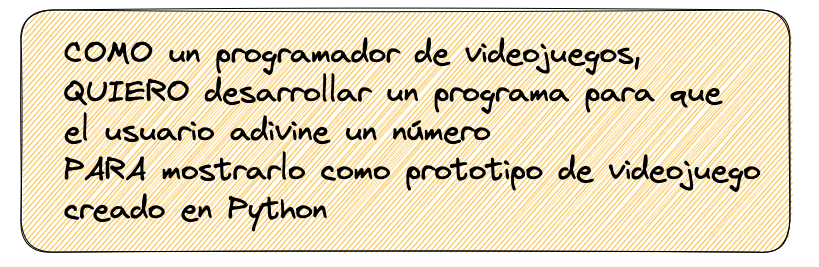 COMO un programador de videojuegos,
QUIERO desarrollar un programa para que
el usuario adivine un número
PARA mostrarlo como prototipo de videojuego
creado en Python